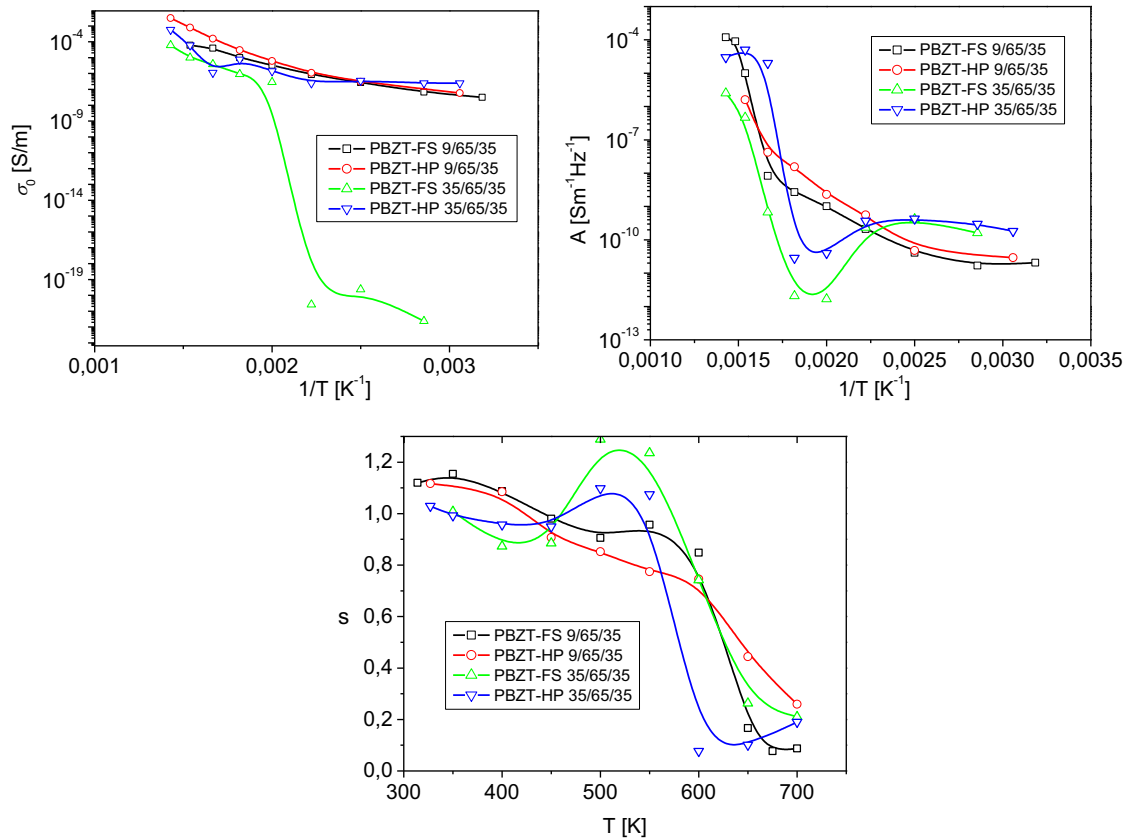 10⁻⁴
10⁻⁹
10⁻¹⁴
10⁻¹⁹
σ₀ [S/m]
PBZT-FS 9/65/35
PBZT-HP 9/65/35
PBZT-FS 35/65/35
PBZT-HP 35/65/35
0,001
0,002
0,003
1/T [K⁻¹]
10⁻⁴
10⁻⁷
10⁻¹⁰
10⁻¹³
A [Sm⁻¹Hz⁻¹]
PBZT-FS 9/65/35
PBZT-HP 9/65/35
PBZT-FS 35/65/35
PBZT-HP 35/65/35
0,0010
0,0015
0,0020
0,0025
0,0030
0,0035
1/T [K⁻¹]
1,2
1,0
0,8
0,6
0,4
0,2
0,0
s
PBZT-FS 9/65/35
PBZT-HP 9/65/35
PBZT-FS 35/65/35
PBZT-HP 35/65/35
300
400
500
600
700
T [K]